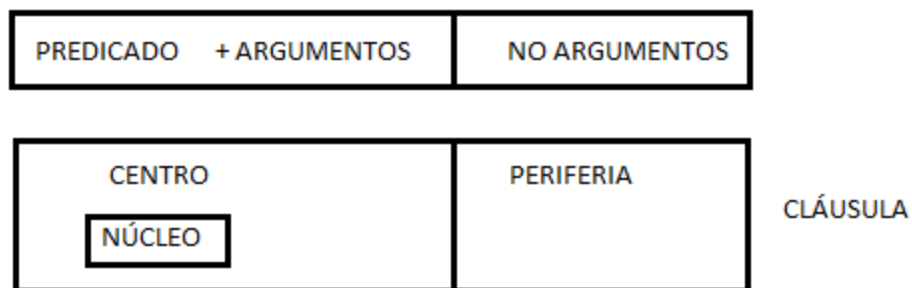 PREDICADO + ARGUMENTOS NO ARGUMENTOS
CENTRO PERIFERIA
CLÁUSULA
NÚCLEO